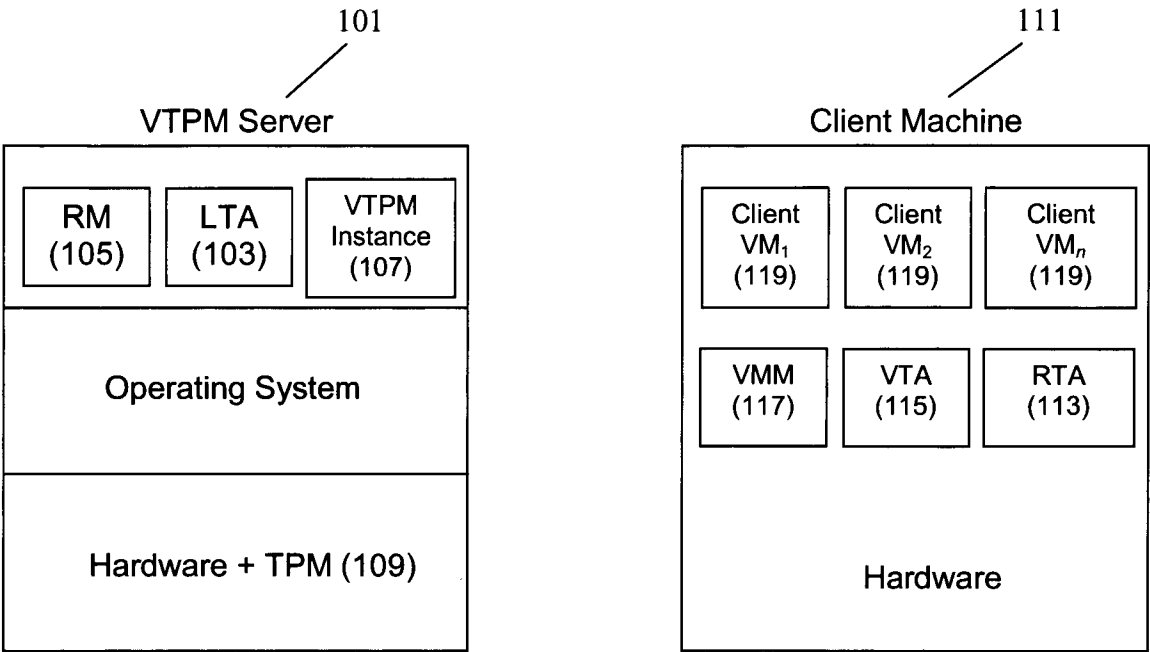 101
111
VTPM Server
Client Machine
RM
(105)
LTA
(103)
VTPM
Instance
(107)
Operating System
Hardware + TPM (109)
Client
VM₁
(119)
Client
VM₂
(119)
Client
VMₙ
(119)
VMM
(117)
VTA
(115)
RTA
(113)
Hardware